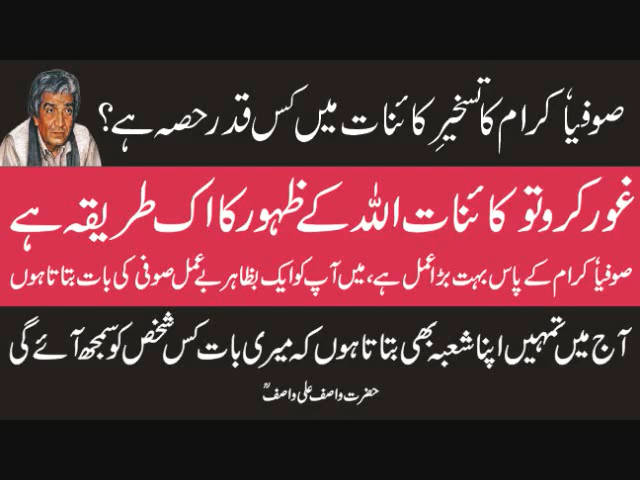 صوفیاؒ کرام کا تسخیرِ کائنات میں کس قدر حصہ ہے؟
غور کرو تو کائنات اللہ کے ظہور کا اک طریقہ ہے
صوفیاؒ کرام کے پاس بہت بڑا عمل ہے، میں آپ کو ایک بظاہر بے عمل صوفی کی بات بتاتا ہوں
آج میں تمہیں اپنا شعبہ بھی بتاتا ہوں کہ میری بات کس شخص کو سمجھ آئے گی
حضرت واصف علی واصفؒ